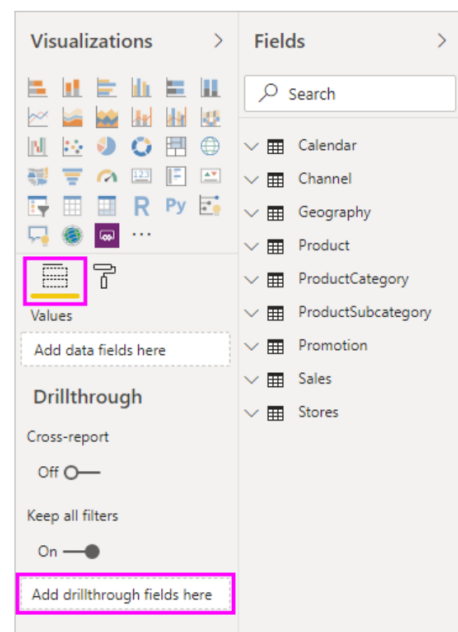 Visualizations
Values
Add data fields here
Drillthrough
Cross-report
Off
Keep all filters
On
Add drillthrough fields here
Fields
Search
Calendar
Channel
Geography
Product
ProductCategory
ProductSubcategory
Promotion
Sales
Stores
123
R
Py